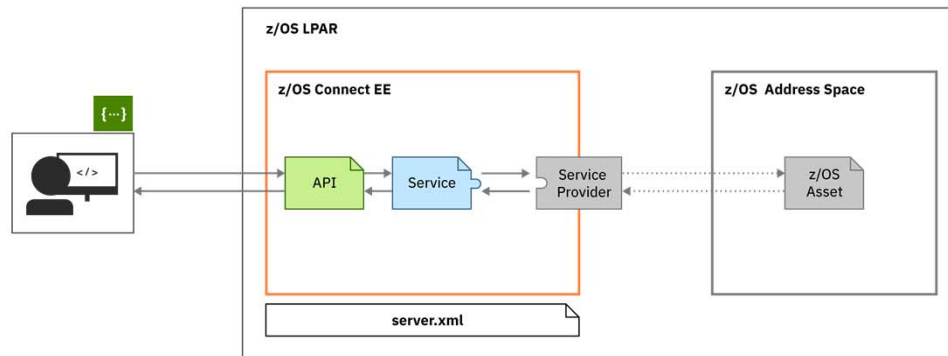 z/OS LPAR
z/OS Connect EE
z/OS Address Space
{...}
</>
API
Service
Service
Provider
z/OS
Asset
server.xml